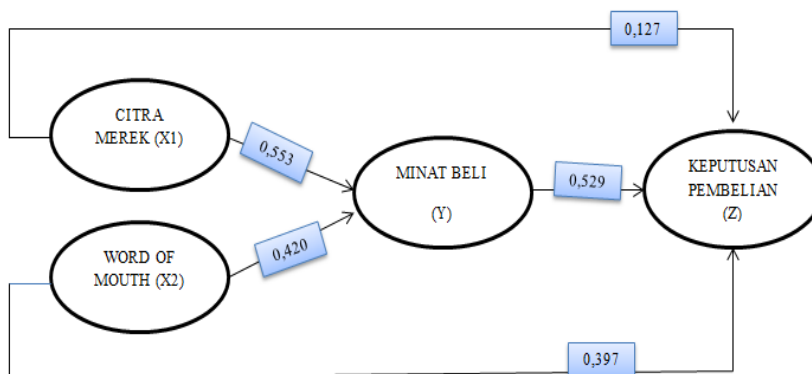 0,127
CITRA
MEREK (X1)
0,553
MINAT BELI
(Y)
0,529
KEPUTUSAN
PEMBELIAN
(Z)
WORD OF
MOUTH (X2)
0,420
0,397